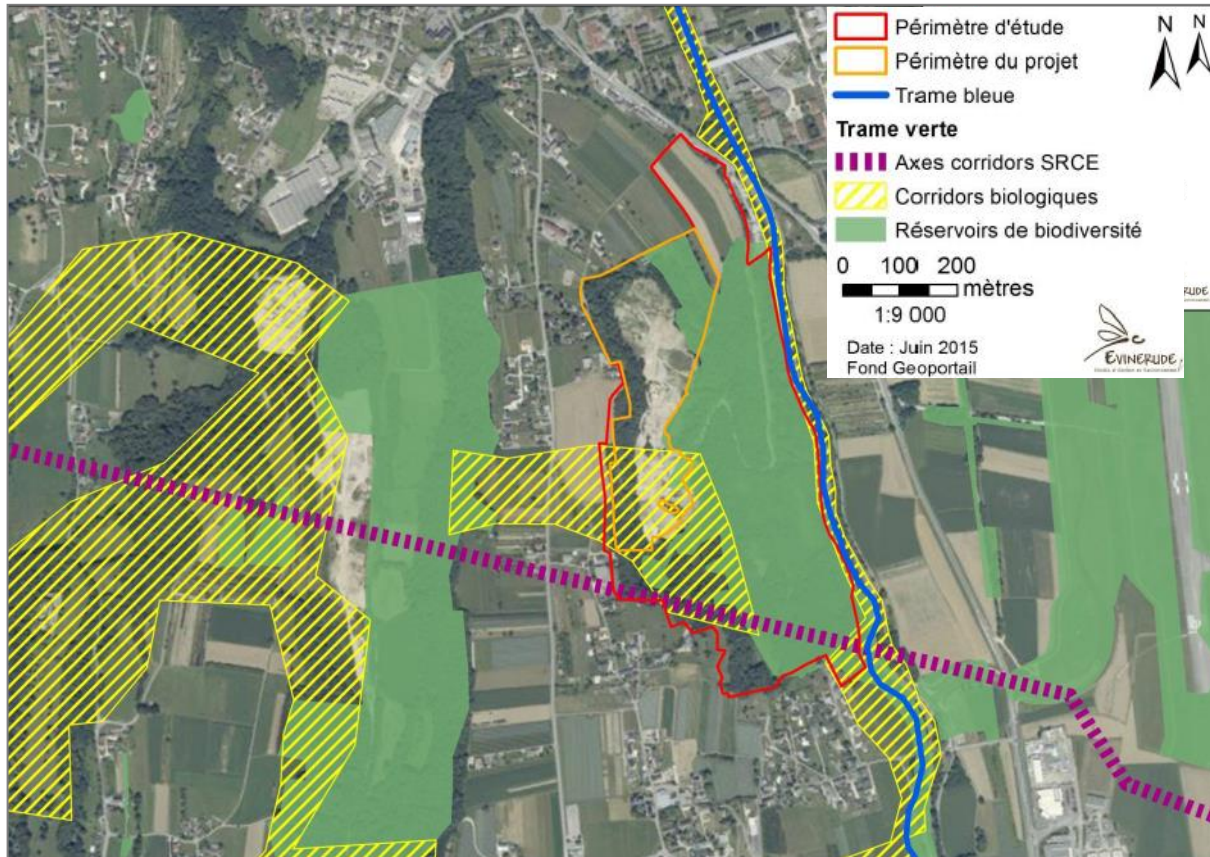 Périmètre d'étude
Périmètre du projet
Trame bleue
N N
Trame verte
Axes corridors SRCE
Corridors biologiques
Réservoirs de biodiversité
0 100 200
mètres
1:9 000
Date : Juin 2015
Fond Geoportail
EVINERUDE
RUDE